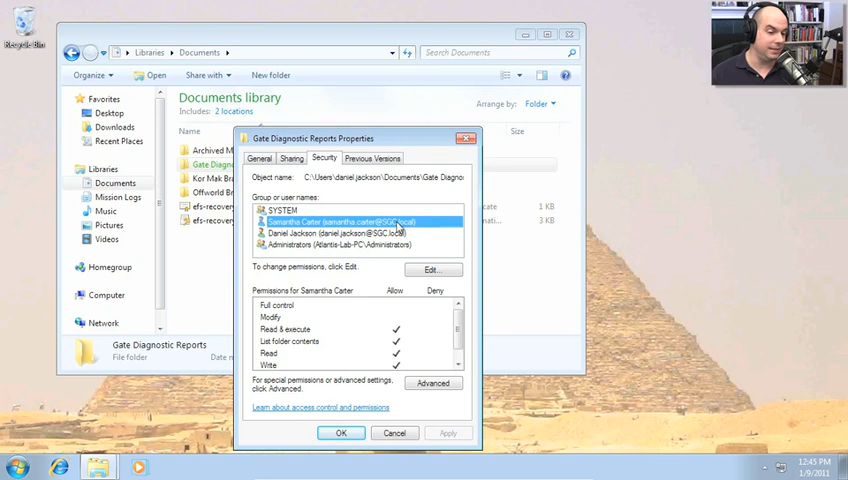 Recycle Bin
Libraries
Documents
Search Documents
Organize
Open
Share with
New folder
Favorites
Desktop
Downloads
Recent Places
Libraries
Documents
Mission Logs
Music
Pictures
Videos
Homegroup
Computer
Network
Documents library
Includes: 2 locations
Arrange by: Folder
Name
Size
Archived M
Gate Diagno
Kor Mak Br
Offworld Br
efs-recovery
1 KB
efs-recover
3 KB
Gate Diagnostic Reports
File folder
Gate Diagnostic Reports Properties
General
Sharing
Security
Previous Versions
Object name:
C:\Users\daniel.jackson\Documents\Gate Diagnor
Group or user names:
SYSTEM
Samantha Carter (samantha.carter@SGC.local)
Daniel Jackson (daniel.jackson@SGC.local)
Administrators (Atlantis-Lab-PC\Administrators)
To change permissions, click Edit.
Edit...
Permissions for Samantha Carter
Allow
Deny
Full control
Modify
Read & execute
List folder contents
Read
Write
For special permissions or advanced settings,
click Advanced.
Advanced
Learn about access control and permissions
OK
Cancel
Apply
12:45 PM
1/9/2011